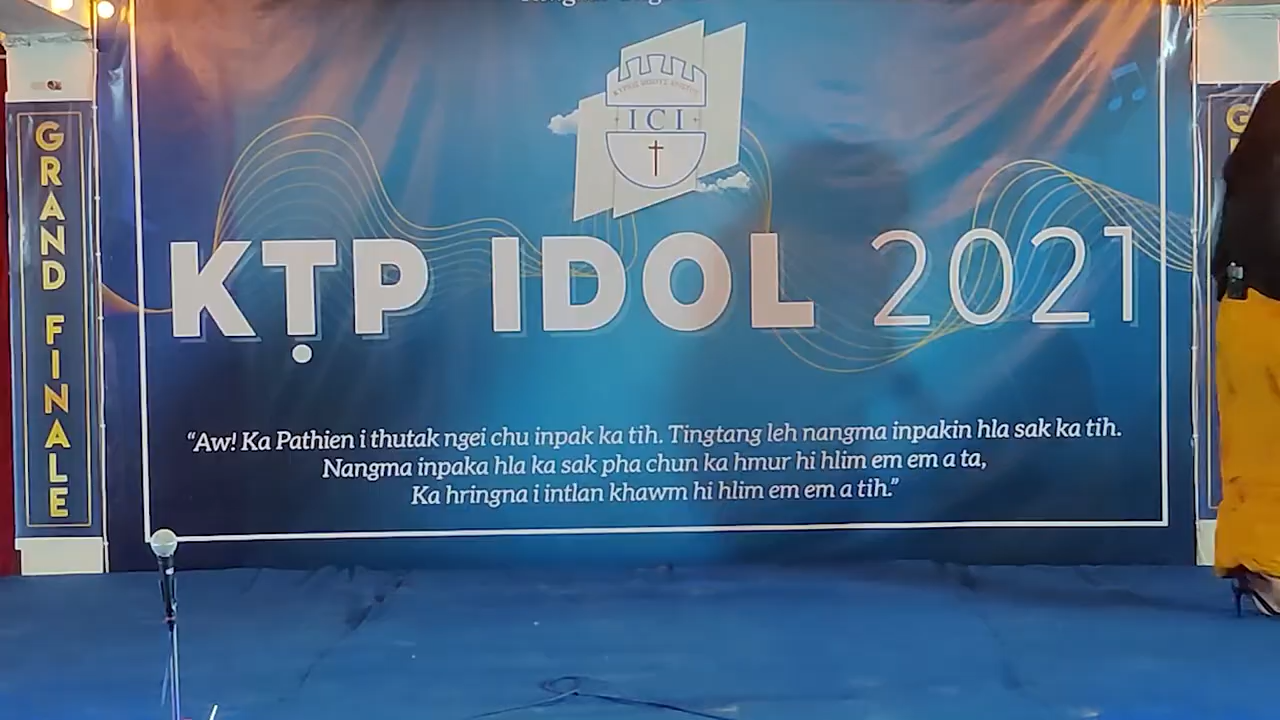 ICI
KṬP IDOL 2021
“Aw! Ka Pathien i thutak ngei chu inpak ka tih. Tingtang leh nangma inpakin hla sak ka tih.
Nangma inpaka hla ka sak pha chun ka hmur hi hlim em em a ta,
Ka hringna i intlan khawm hi hlim em em a tih.”
GRAND FINALE
G